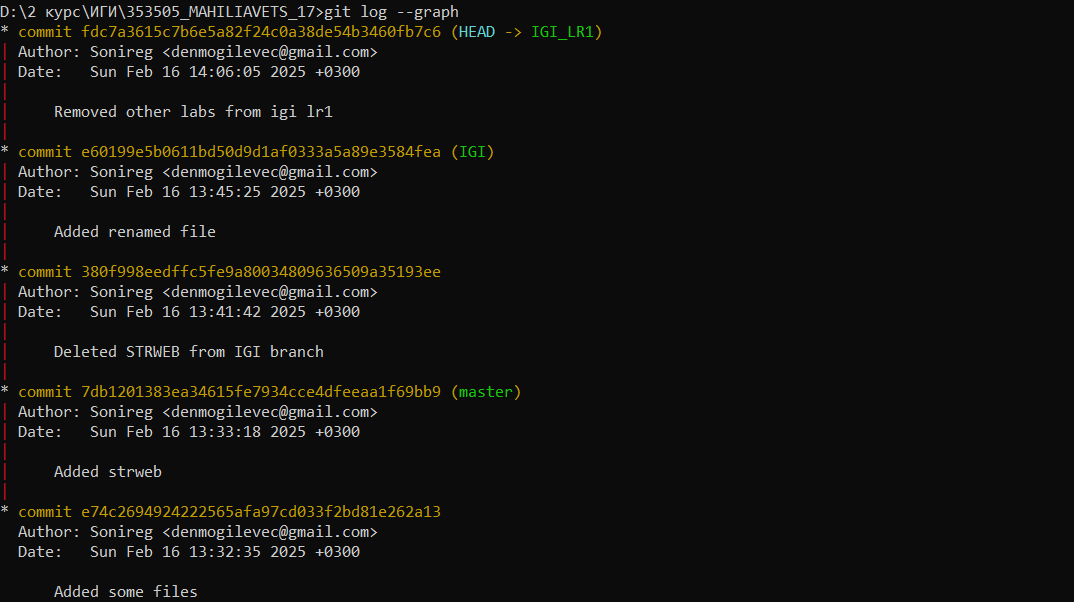 D:\2 курс\ИГИ\353505_MAHILIAVETS_17>git log --graph
* commit fdc7a3615c7b6e5a82f24c0a38de54b3460fb7c6 (HEAD -> IGI_LR1)
| Author: Sonireg <denmogilevec@gmail.com>
| Date:   Sun Feb 16 14:06:05 2025 +0300
|
|     Removed other labs from igi lr1
|
* commit e60199e5b0611bd50d9d1af0333a5a89e3584fea (IGI)
| Author: Sonireg <denmogilevec@gmail.com>
| Date:   Sun Feb 16 13:45:25 2025 +0300
|
|     Added renamed file
|
* commit 380f998eedffc5fe9a80034809636509a35193ee
| Author: Sonireg <denmogilevec@gmail.com>
| Date:   Sun Feb 16 13:41:42 2025 +0300
|
|     Deleted STRWEB from IGI branch
|
* commit 7db1201383ea34615fe7934cce4dfeeaa1f69bb9 (master)
| Author: Sonireg <denmogilevec@gmail.com>
| Date:   Sun Feb 16 13:33:18 2025 +0300
|
|     Added strweb
|
* commit e74c2694924222565afa97cd033f2bd81e262a13
  Author: Sonireg <denmogilevec@gmail.com>
  Date:   Sun Feb 16 13:32:35 2025 +0300

      Added some files